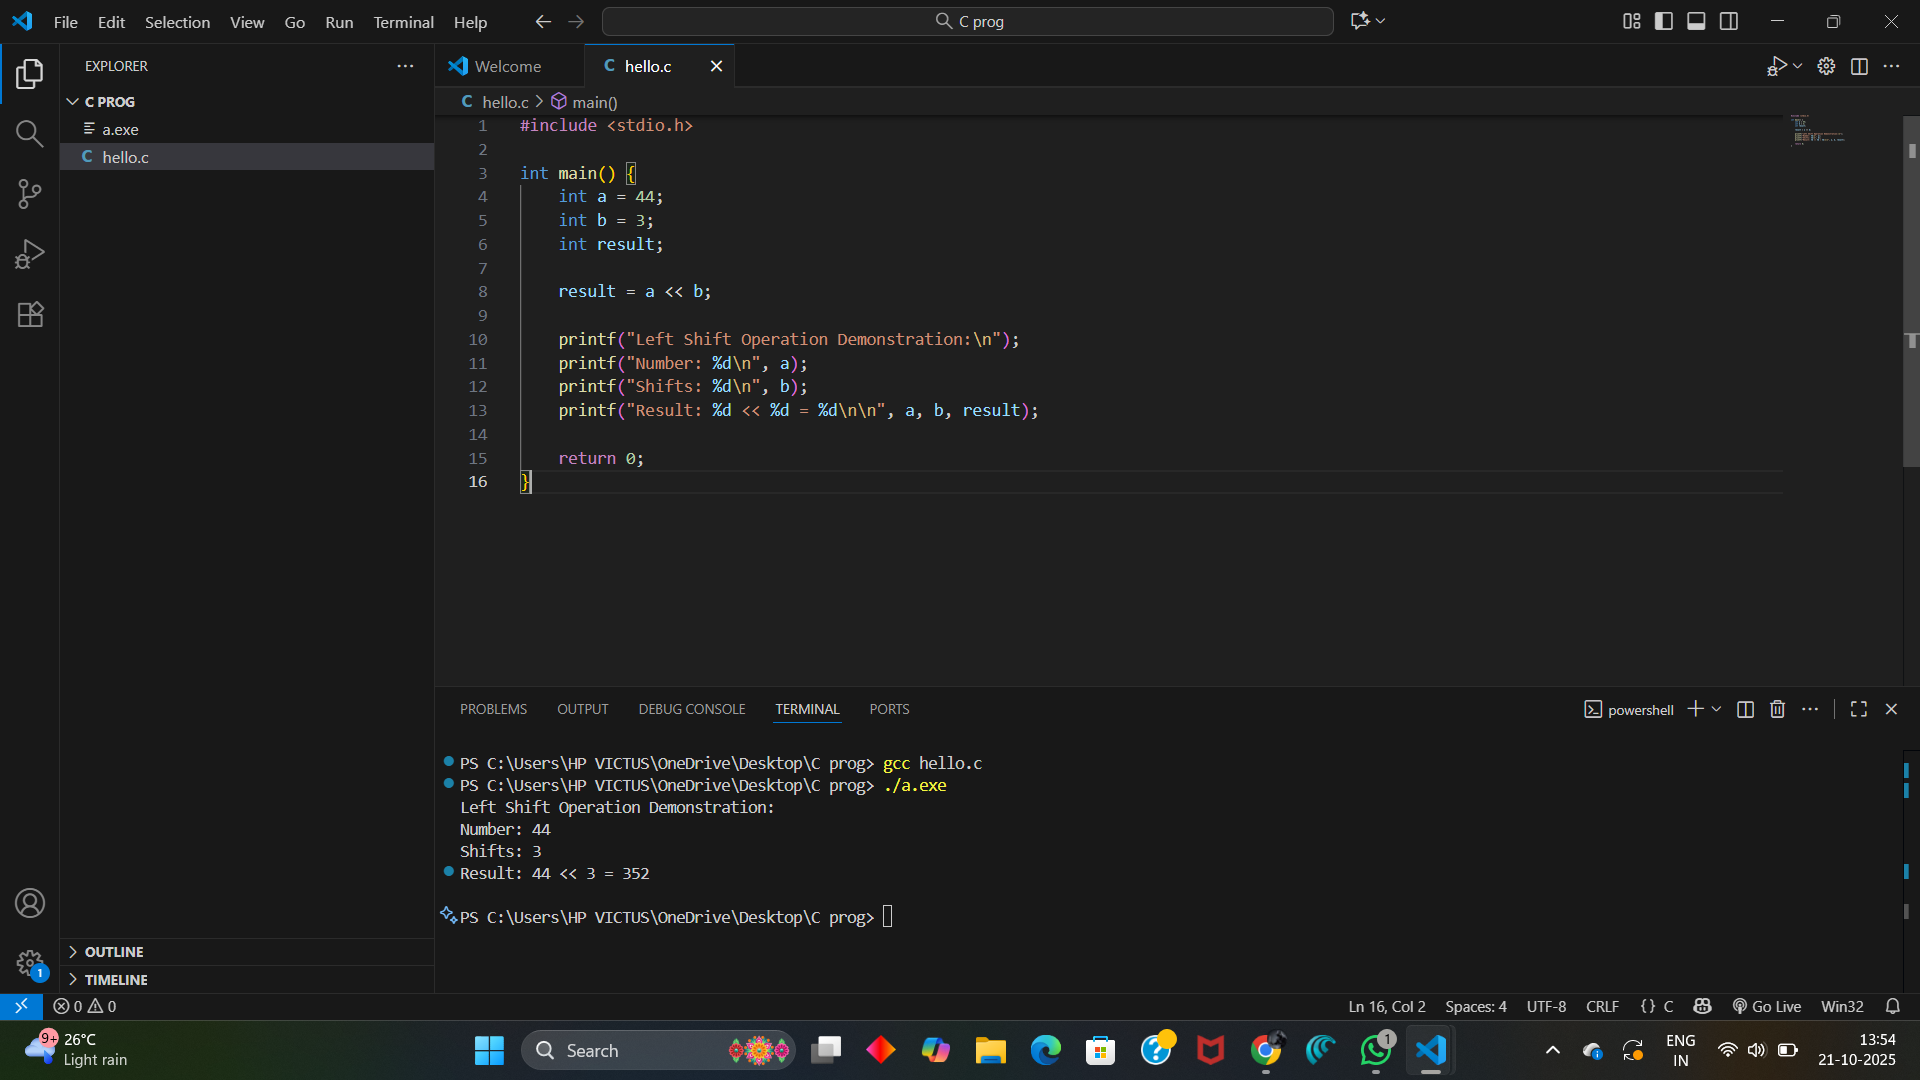 File Edit Selection View Go Run Terminal Help
C prog
EXPLORER
C PROG
a.exe
C hello.c
OUTLINE
TIMELINE
1
Welcome
C hello.c
C hello.c > main()
1 #include <stdio.h>
2
3 int main() {
4     int a = 44;
5     int b = 3;
6     int result;
7
8     result = a << b;
9
10     printf("Left Shift Operation Demonstration:\n");
11     printf("Number: %d\n", a);
12     printf("Shifts: %d\n", b);
13     printf("Result: %d << %d = %d\n\n", a, b, result);
14
15     return 0;
16 }
PROBLEMS OUTPUT DEBUG CONSOLE TERMINAL PORTS
powershell
PS C:\Users\HP VICTUS\OneDrive\Desktop\C prog> gcc hello.c
PS C:\Users\HP VICTUS\OneDrive\Desktop\C prog> ./a.exe
Left Shift Operation Demonstration:
Number: 44
Shifts: 3
Result: 44 << 3 = 352
PS C:\Users\HP VICTUS\OneDrive\Desktop\C prog>
0 0
Ln 16, Col 2 Spaces: 4 UTF-8 CRLF {} C Go Live Win32
9+
26°C
Light rain
Search
1
ENG
IN
13:54
21-10-2025